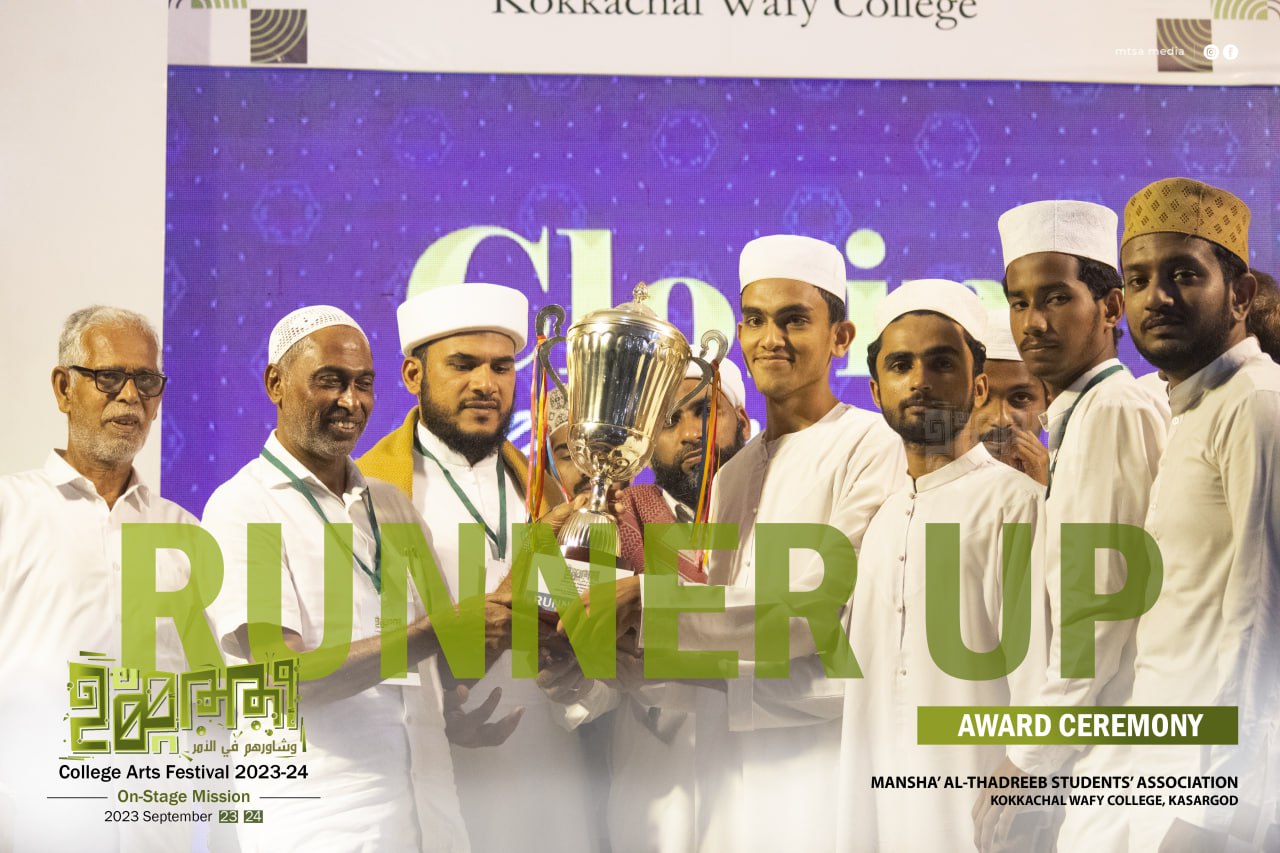 Kokkachal Wafy College
mtsa media
RUNNER UP
وشاورهم في الأمر
College Arts Festival 2023-24
On-Stage Mission
2023 September 23 24
AWARD CEREMONY
MANSHA' AL-THADREEB STUDENTS' ASSOCIATION
KOKKACHAL WAFY COLLEGE, KASARGOD